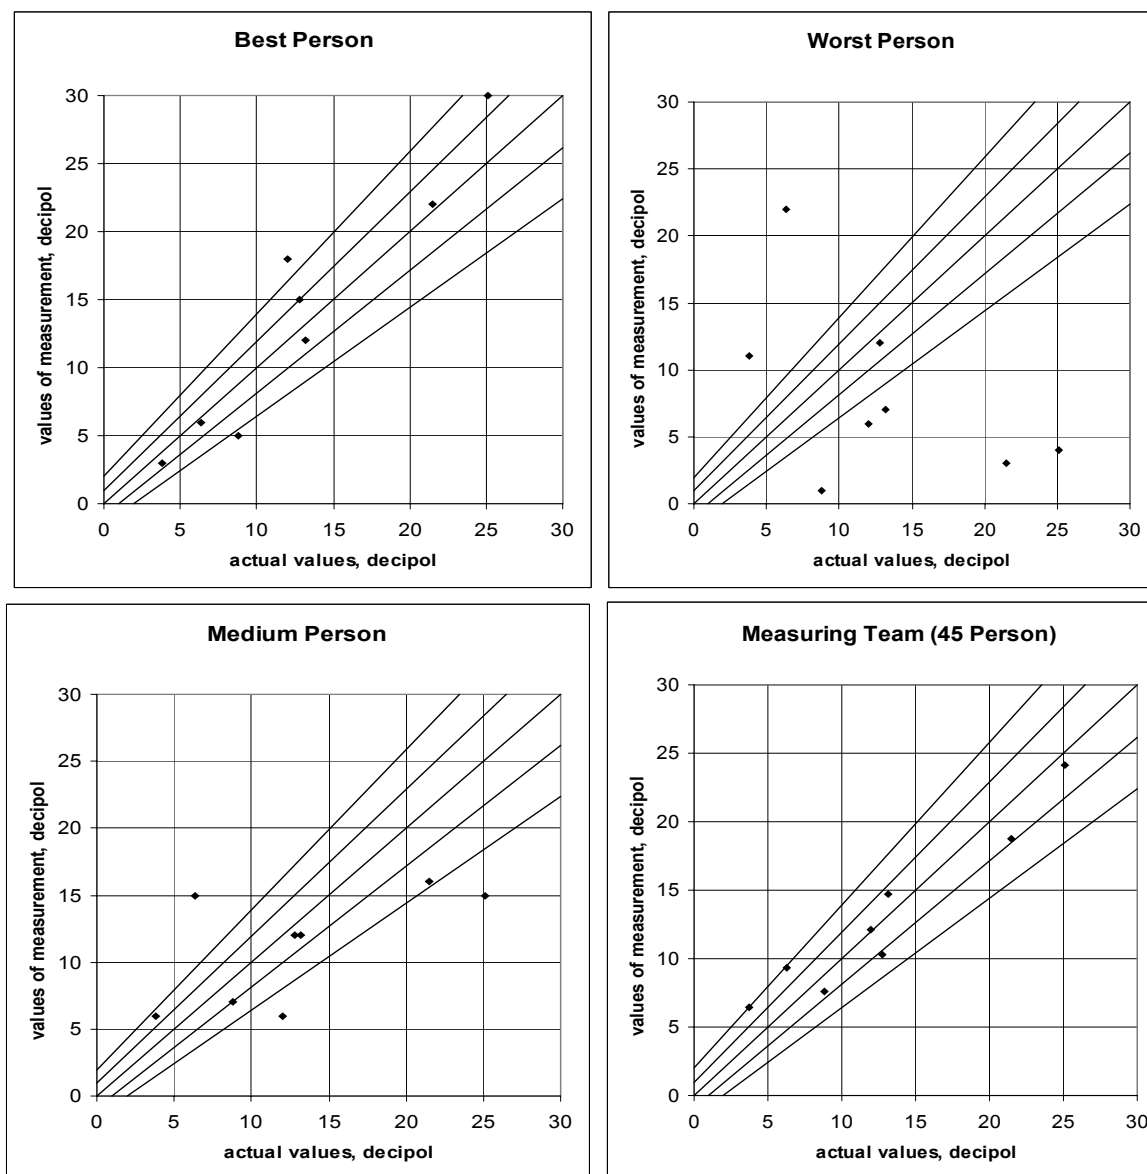 Best Person
30
25
20
15
10
5
0
values of measurement, decipol
0 5 10 15 20 25 30
actual values, decipol
Worst Person
30
25
20
15
10
5
0
values of measurement, decipol
0 5 10 15 20 25 30
actual values, decipol
Medium Person
30
25
20
15
10
5
0
values of measurement, decipol
0 5 10 15 20 25 30
actual values, decipol
Measuring Team (45 Person)
30
25
20
15
10
5
0
values of measurement, decipol
0 5 10 15 20 25 30
actual values, decipol